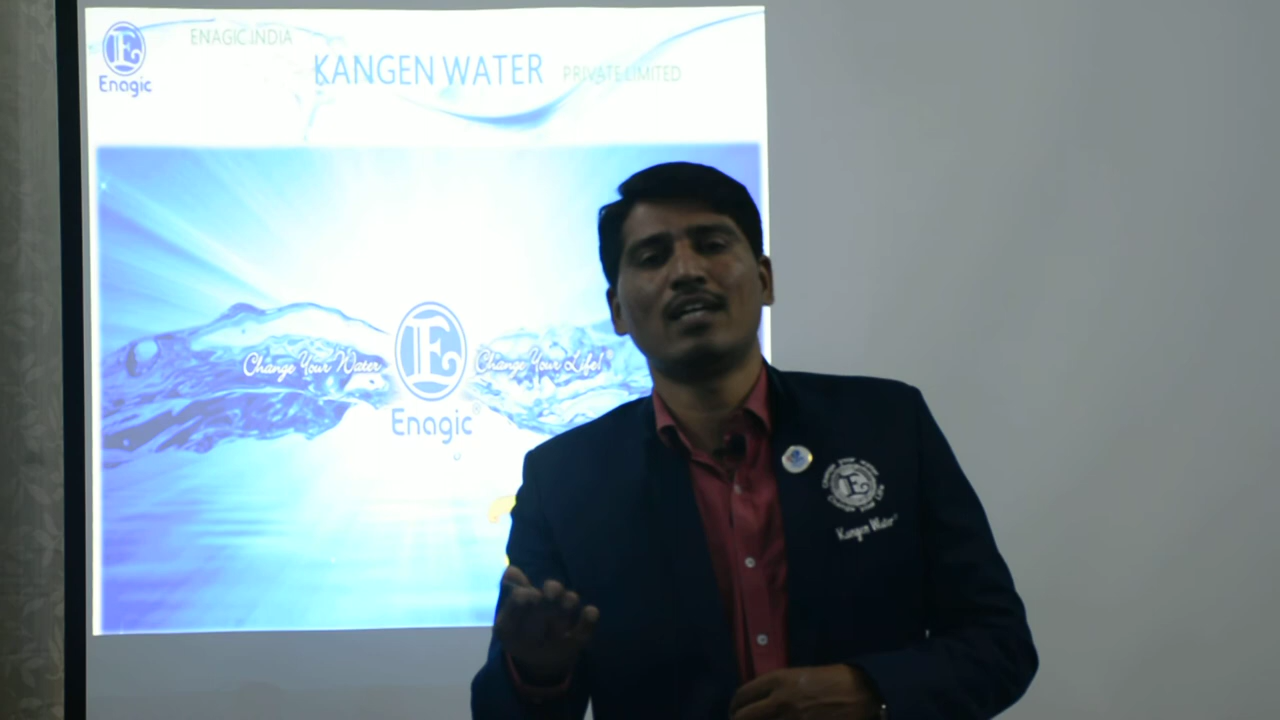 ENAGIC INDIA
KANGEN WATER
PRIVATE LIMITED
Enagic
Change Your Water
Change Your Life!
Enagic®
Kangen Water